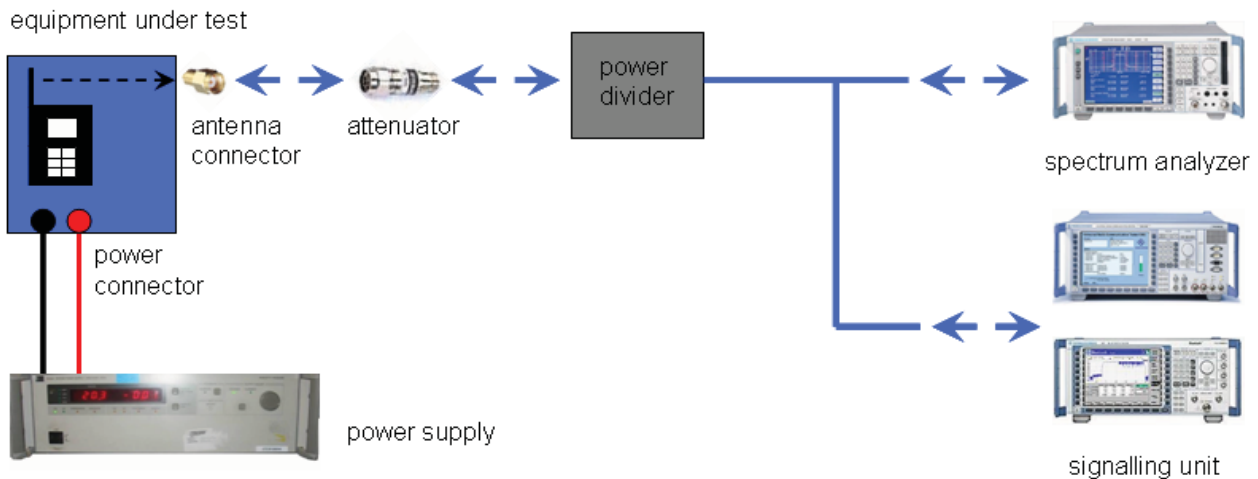 equipment under test
antenna
connector
attenuator
power
divider
spectrum analyzer
power
connector
power supply
signalling unit